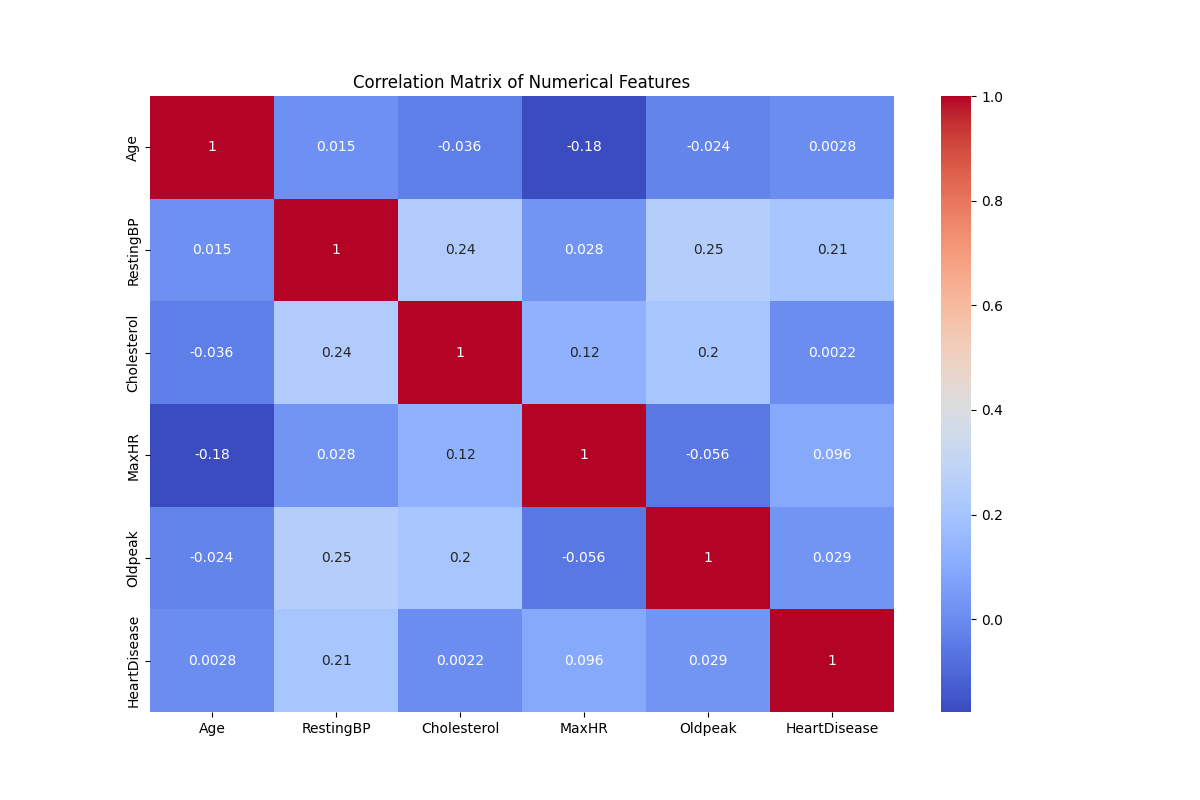 Correlation Matrix of Numerical Features
Age 1 0.015 -0.036 -0.18 -0.024 0.0028
RestingBP 0.015 1 0.24 0.028 0.25 0.21
Cholesterol -0.036 0.24 1 0.12 0.2 0.0022
MaxHR -0.18 0.028 0.12 1 -0.056 0.096
Oldpeak -0.024 0.25 0.2 -0.056 1 0.029
HeartDisease 0.0028 0.21 0.0022 0.096 0.029 1
Age RestingBP Cholesterol MaxHR Oldpeak HeartDisease
1.0
0.8
0.6
0.4
0.2
0.0